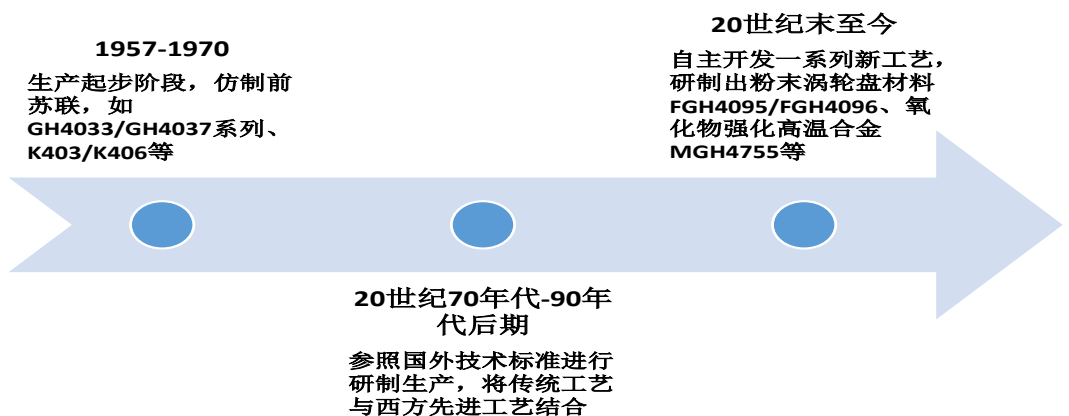 1957-1970
生产起步阶段，仿制前
苏联，如
GH4033/GH4037系列、
K403/K406等
20世纪70年代-90年
代后期
参照国外技术标准进行
研制生产，将传统工艺
与西方先进工艺结合
20世纪末至今
自主开发一系列新工艺，
研制出粉末涡轮盘材料
FGH4095/FGH4096、氧
化物强化高温合金
MGH4755等